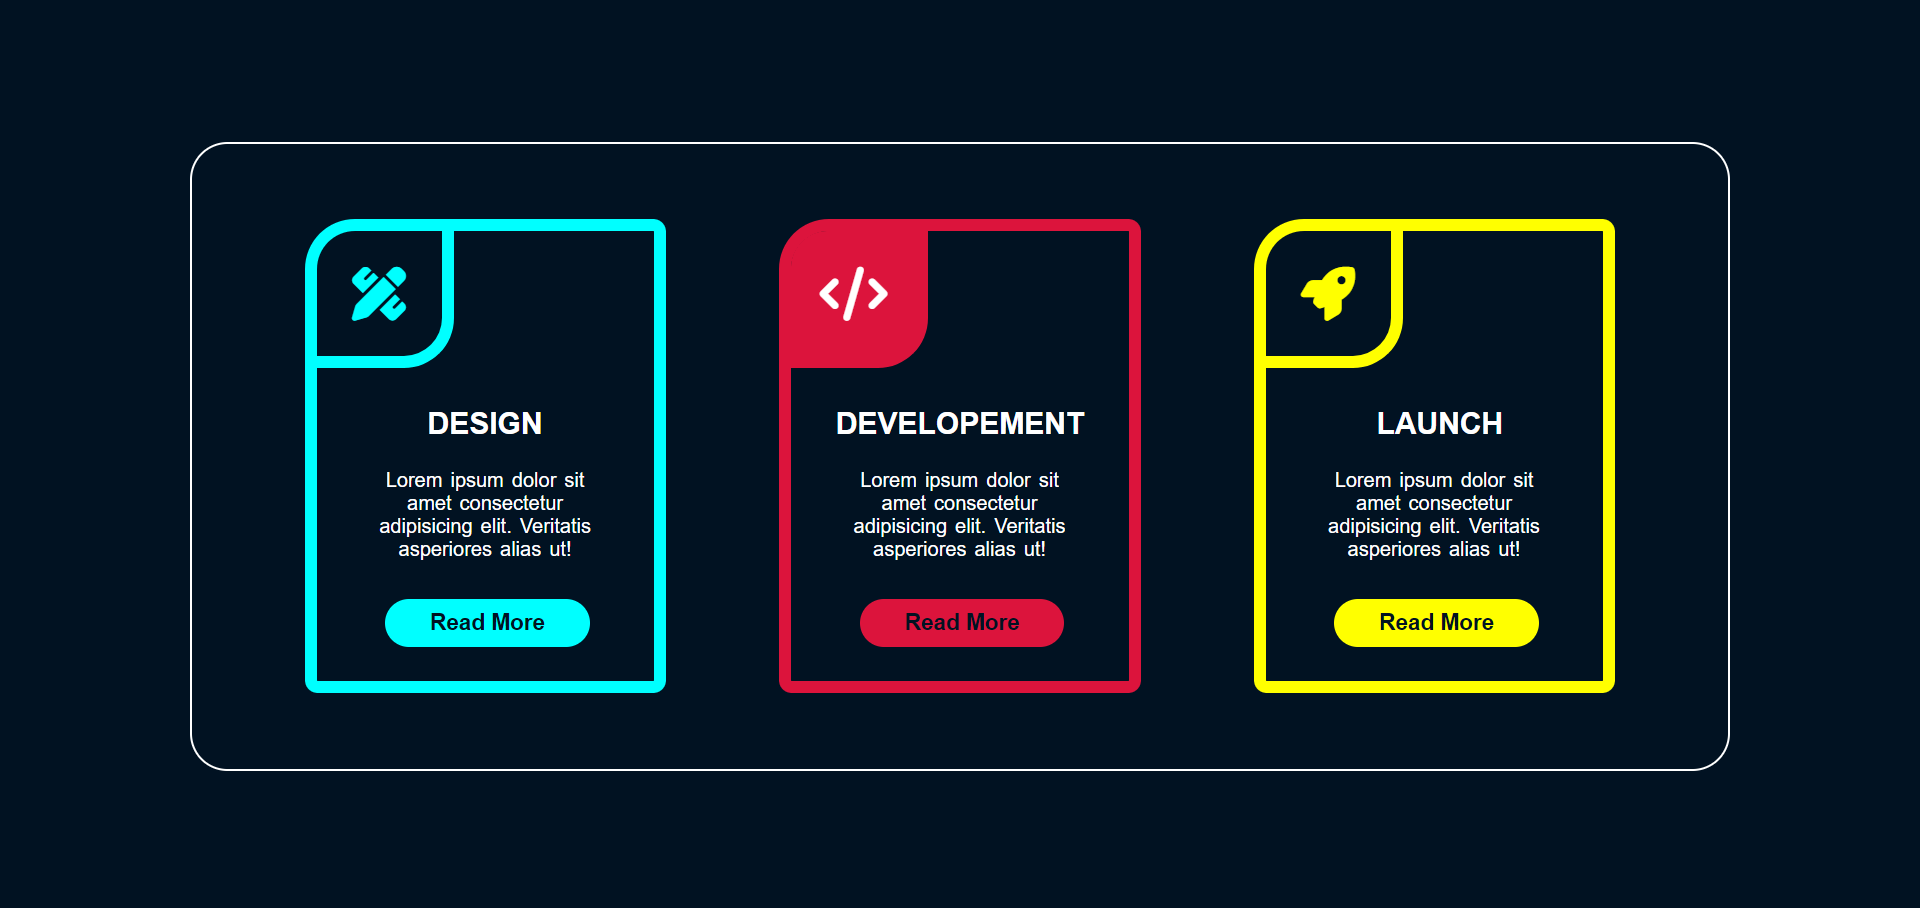 DESIGN
Lorem ipsum dolor sit
amet consectetur
adipisicing elit. Veritatis
asperiores alias ut!
Read More
DEVELOPEMENT
Lorem ipsum dolor sit
amet consectetur
adipisicing elit. Veritatis
asperiores alias ut!
Read More
LAUNCH
Lorem ipsum dolor sit
amet consectetur
adipisicing elit. Veritatis
asperiores alias ut!
Read More